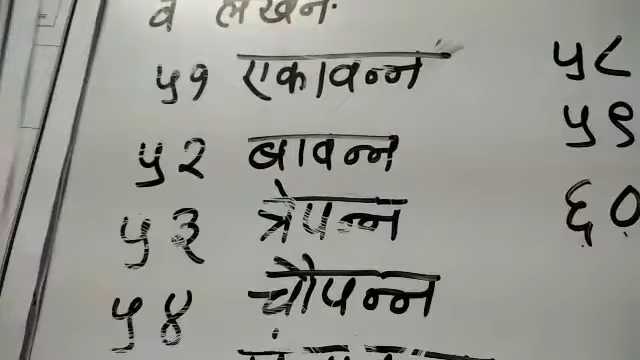 व लेखन.
५१ एकावन्न ५८
५२ बावन्न ५९
५३ त्रेपन्न ६०
५४ चौपन्न